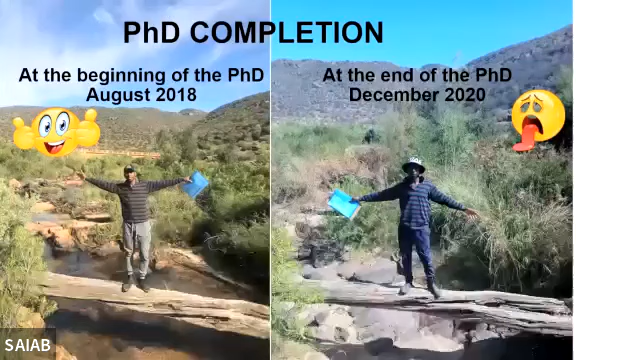 PhD COMPLETION
At the beginning of the PhD
August 2018
At the end of the PhD
December 2020
SAIAB